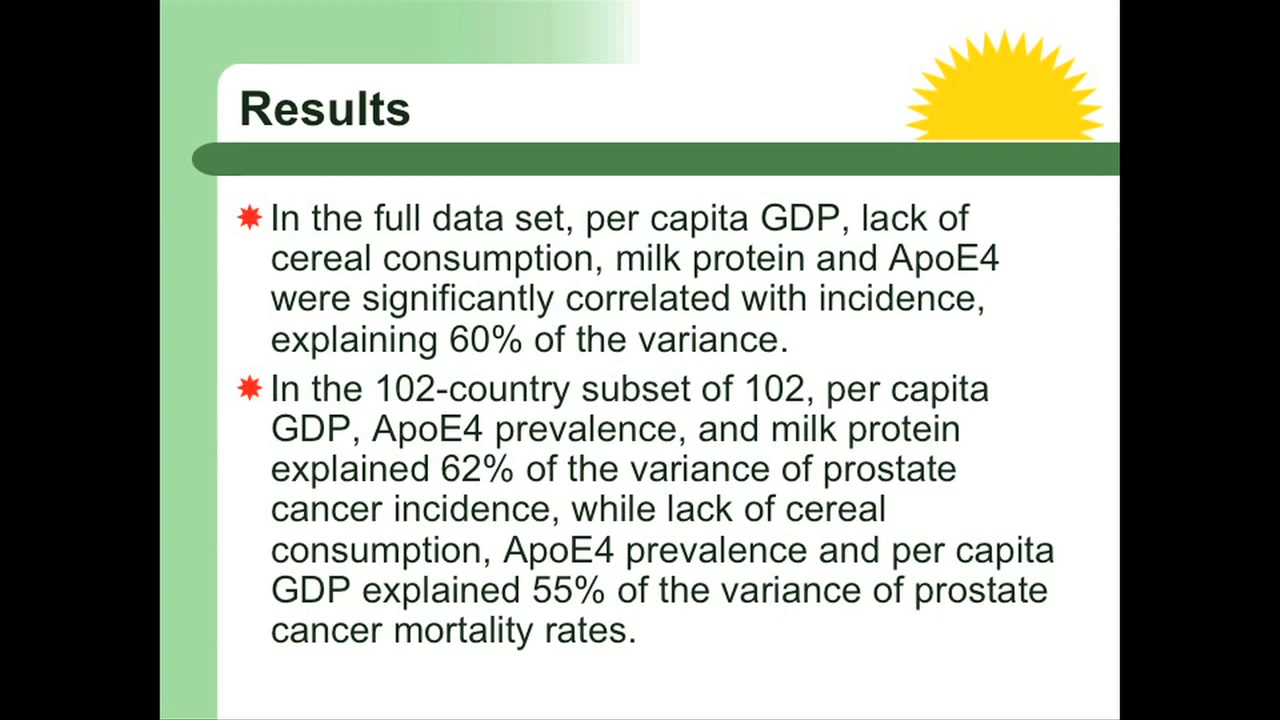 Results
In the full data set, per capita GDP, lack of
cereal consumption, milk protein and ApoE4
were significantly correlated with incidence,
explaining 60% of the variance.
In the 102-country subset of 102, per capita
GDP, ApoE4 prevalence, and milk protein
explained 62% of the variance of prostate
cancer incidence, while lack of cereal
consumption, ApoE4 prevalence and per capita
GDP explained 55% of the variance of prostate
cancer mortality rates.